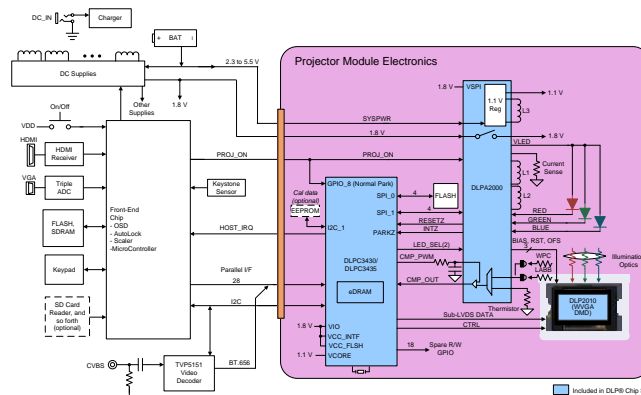 DC_IN
Charger
BAT
+
DC Supplies
2.3 to 5.5 V
Other
Supplies
1.8 V
Projector Module Electronics
1.8 V
VSPI
1.1 V
Reg
1.1 V
L3
SYSPWR
1.8 V
1.8 V
VLED
On/Off
VDD
HDMI
HDMI
Receiver
VGA
Triple
ADC
FLASH,
SDRAM
Keypad
SD Card
Reader, and
so forth
(optional)
Front-End
Chip
- OSD
- AutoLock
- Scaler
-MicroController
PROJ_ON
PROJ_ON
Keystone
Sensor
HOST_IRQ
Cal data
(optional)
EEPROM
GPIO_8 (Normal Park)
SPI_0
4
FLASH
SPI_1
4
RESETZ
INTZ
PARKZ
I2C_1
DLPA2000
L1
L2
Current
Sense
RED
GREEN
BLUE
BIAS, RST, OFS
3
WPC
LABB
Illumination
Optics
DLPC3430/
DLPC3435
eDRAM
LED_SEL(2)
CMP_PWM
CMP_OUT
Thermistor
Parallel I/F
28
I2C
DLP2010
(WVGA
DMD)
Sub-LVDS DATA
CTRL
1.8 V
VIO
VCC_INTF
VCC_FLSH
1.1 V
VCORE
18
Spare R/W
GPIO
CVBS
TVP5151
Video
Decoder
BT.656
Included in DLP® Chip